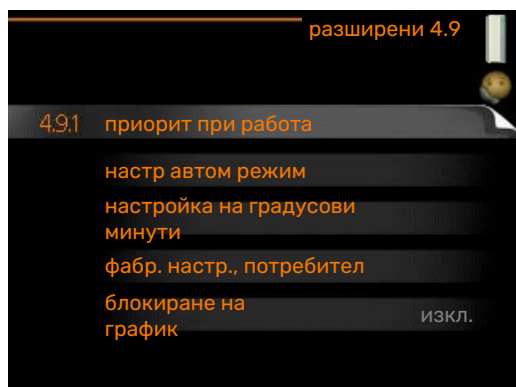 разширени 4.9
4.9.1 приорит при работа
настр автом режим
настройка на градусови
минути
фабр. настр., потребител
блокиране на
график изкл.